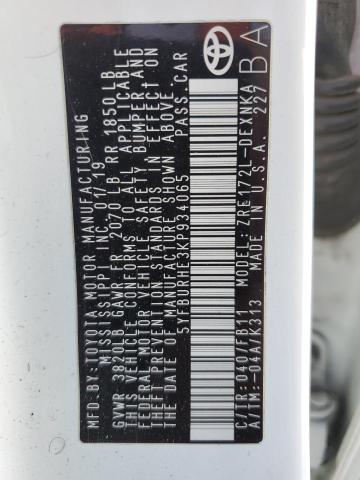 MFD.BY:TOYOTA MOTOR MANUFACTURING
MISSISSIPPI INC. 01/19
GVWR 3820LB GAWR FR 2070 LB RR 1850LB
THIS VEHICLE CONFORMS TO ALL APPLICABLE
FEDERAL MOTOR VEHICLE SAFETY BUMPER AND
THEFT PREVENTION STANDARDS IN EFFECT ON
THE DATE OF MANUFACTURE SHOWN ABOVE.
5YFBURHE3KP934065 PASS.CAR
C/TR:040/FB11 ZRE172L-DEXNKA
A/TM:-04A/K313 MADE IN U.S.A. 227
BA
TOYOTA